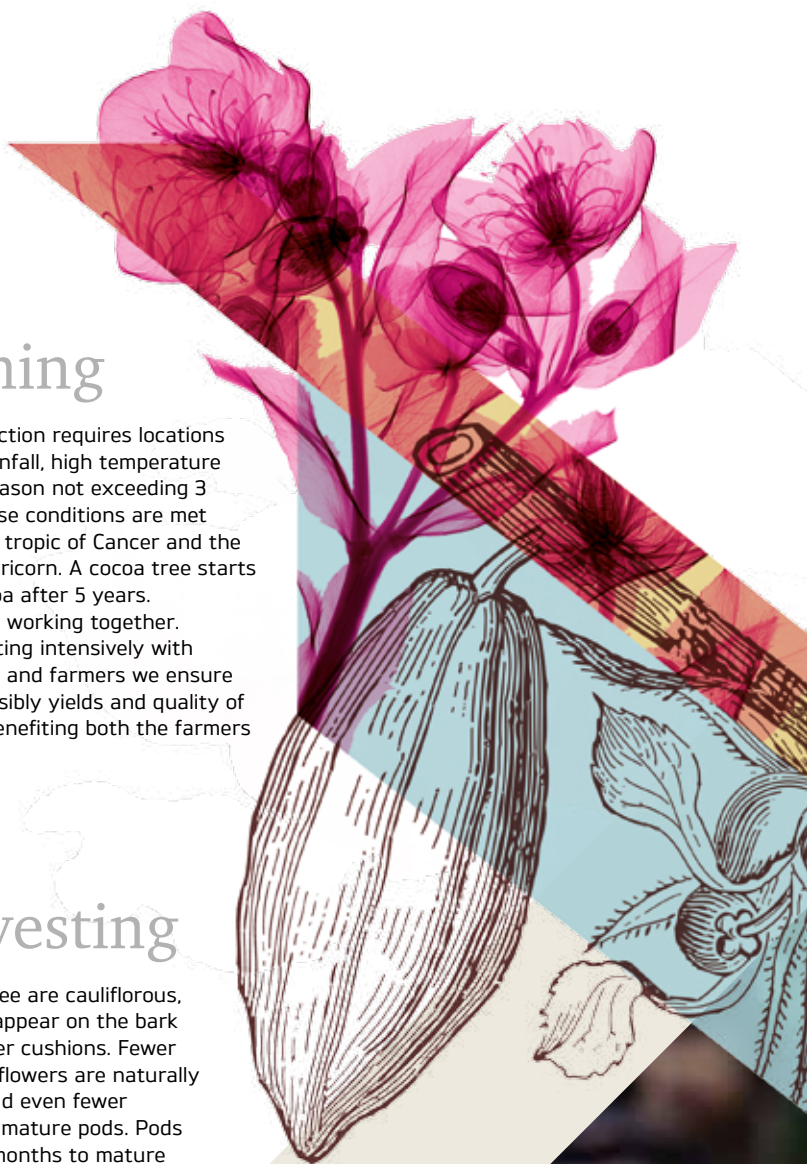 ning
ction requires locations
nfall, high temperature
ason not exceeding 3
se conditions are met
tropic of Cancer and the
ricorn. A cocoa tree starts
oa after 5 years.
working together.
ting intensively with
and farmers we ensure
sibly yields and quality of
enefiting both the farmers
vesting
ee are cauliflorous,
appear on the bark
er cushions. Fewer
flowers are naturally
d even fewer
mature pods. Pods
months to mature